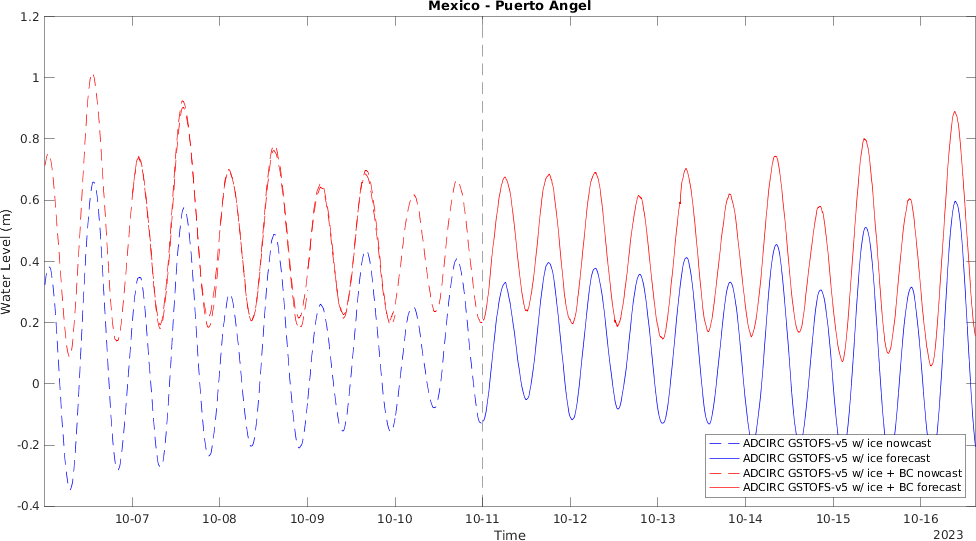 Mexico - Puerto Angel
1.2
1
0.8
0.6
0.4
0.2
0
-0.2
-0.4
Water Level (m)
ADCIRC GSTOFS-v5 w/ ice nowcast
ADCIRC GSTOFS-v5 w/ ice forecast
ADCIRC GSTOFS-v5 w/ ice + BC nowcast
ADCIRC GSTOFS-v5 w/ ice + BC forecast
10-07 10-08 10-09 10-10 10-11 10-12 10-13 10-14 10-15 10-16
Time
2023